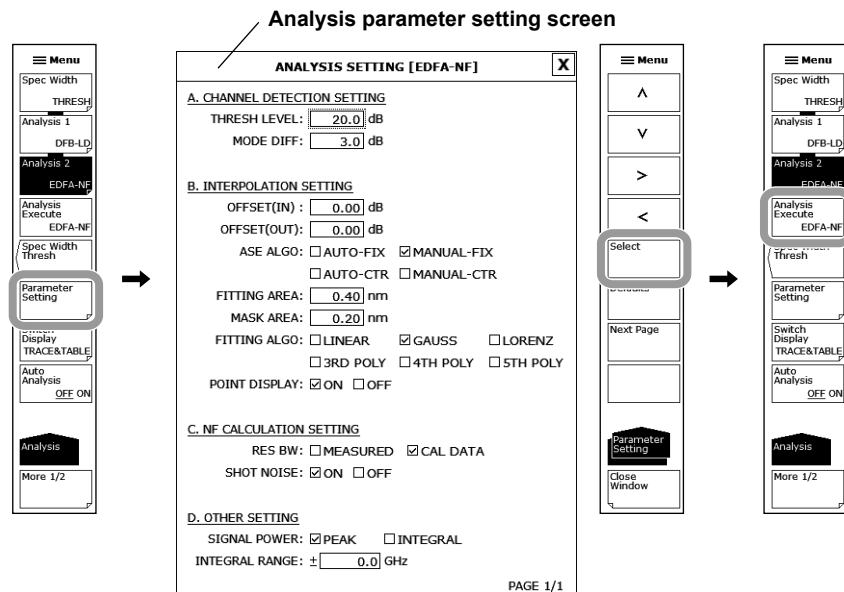 Analysis parameter setting screen
Menu
Spec Width
THRESH
Analysis 1
DFB-LD
Analysis 2
EDFA-NF
Analysis
Execute
EDFA-NF
Spec Width
Thresh
Parameter
Setting
Switch
Display
TRACE&TABLE
Auto
Analysis
OFF ON
Analysis
More 1/2
ANALYSIS SETTING [EDFA-NF]
X
A. CHANNEL DETECTION SETTING
THRESH LEVEL: 20.0 dB
MODE DIFF: 3.0 dB
B. INTERPOLATION SETTING
OFFSET(IN) : 0.00 dB
OFFSET(OUT): 0.00 dB
ASE ALGO: ☐AUTO-FIX ☑MANUAL-FIX
☐AUTO-CTR ☐MANUAL-CTR
FITTING AREA: 0.40 nm
MASK AREA: 0.20 nm
FITTING ALGO: ☐LINEAR ☑GAUSS ☐LORENZ
☐3RD POLY ☐4TH POLY ☐5TH POLY
POINT DISPLAY: ☑ON ☐OFF
C. NF CALCULATION SETTING
RES BW: ☐MEASURED ☑CAL DATA
SHOT NOISE: ☑ON ☐OFF
D. OTHER SETTING
SIGNAL POWER: ☑PEAK ☐INTEGRAL
INTEGRAL RANGE: ± 0.0 GHz
PAGE 1/1
Menu
Select
Defaults
Next Page
Parameter
Setting
Close
Window
Menu
Spec Width
THRESH
Analysis 1
DFB-LD
Analysis 2
EDFA-NF
Analysis
Execute
EDFA-NF
Thresh
Parameter
Setting
Switch
Display
TRACE&TABLE
Auto
Analysis
OFF ON
Analysis
More 1/2